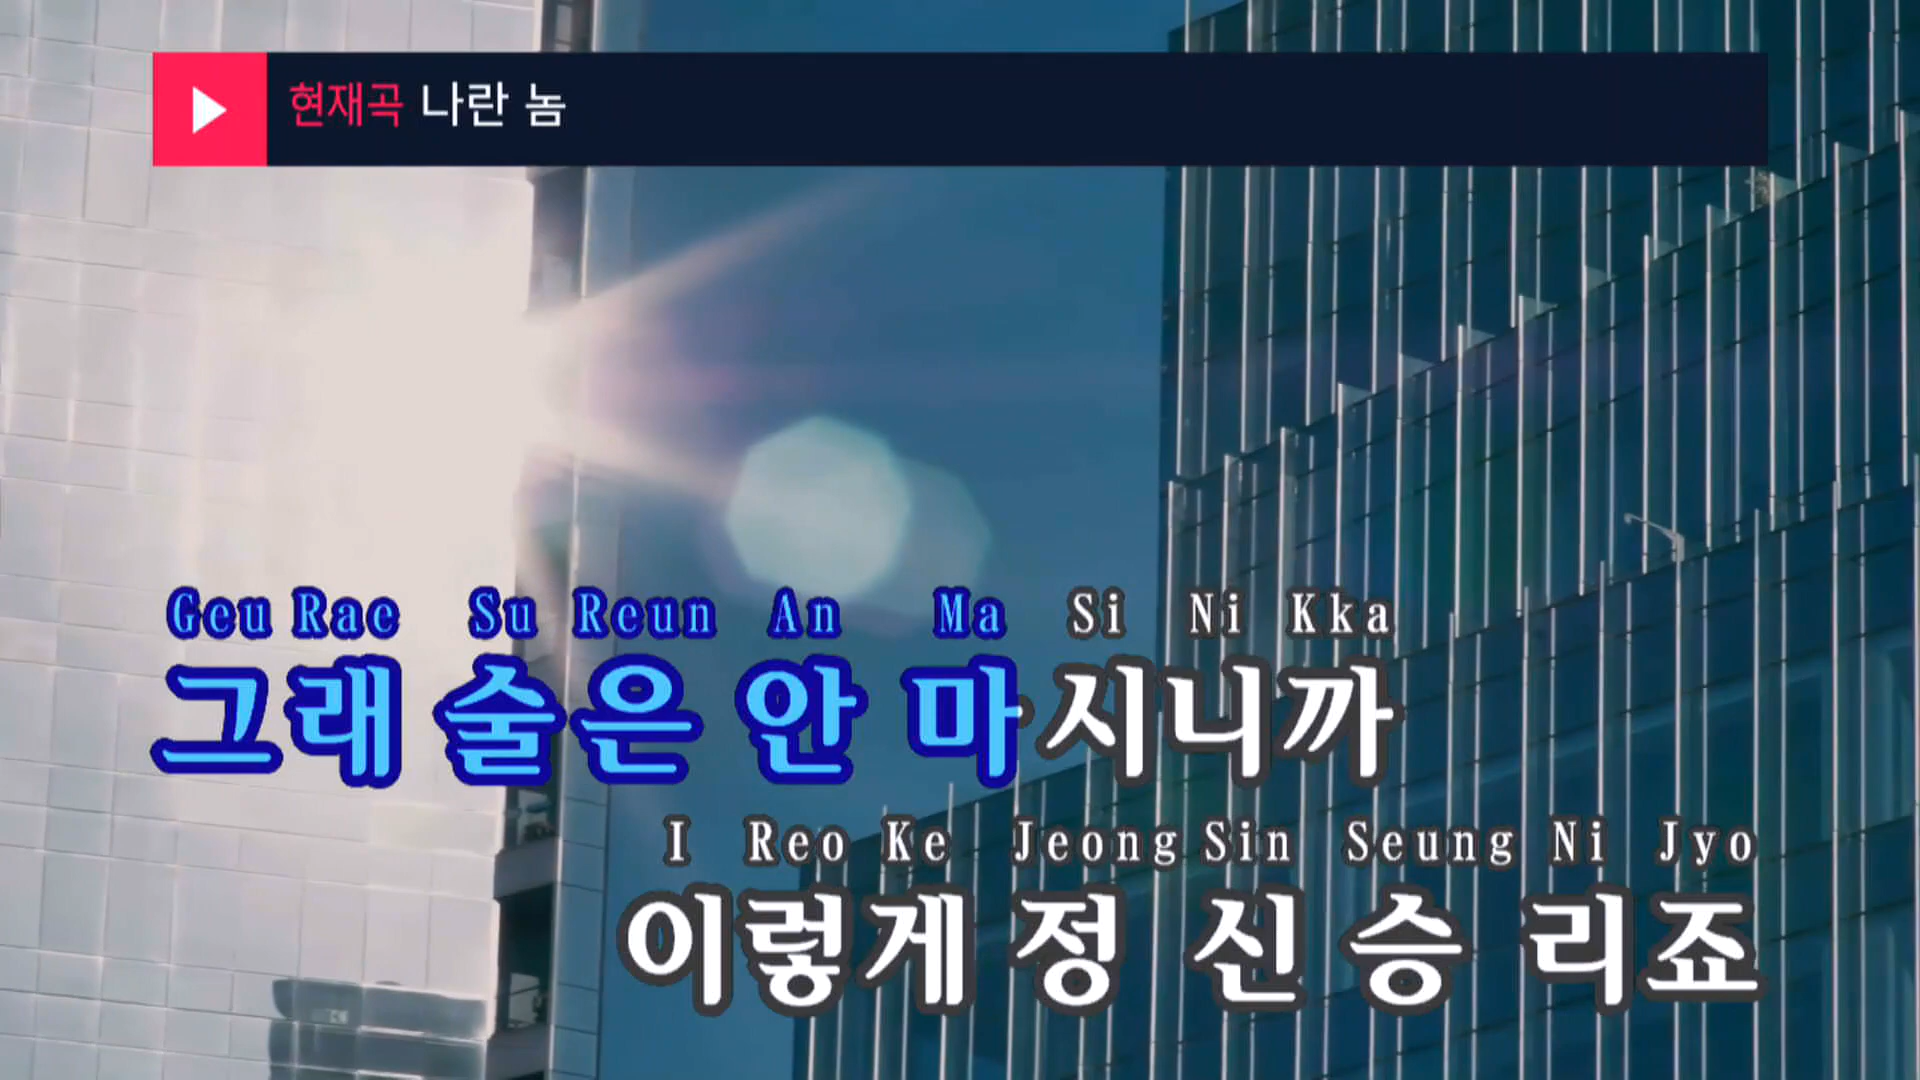 현재곡 나란 놈
Geu Rae Su Reun An Ma Si Ni Kka
그래 술은 안 마시니까
I Reo Ke Jeong Sin Seung Ni Jyo
이렇게 정 신 승 리죠